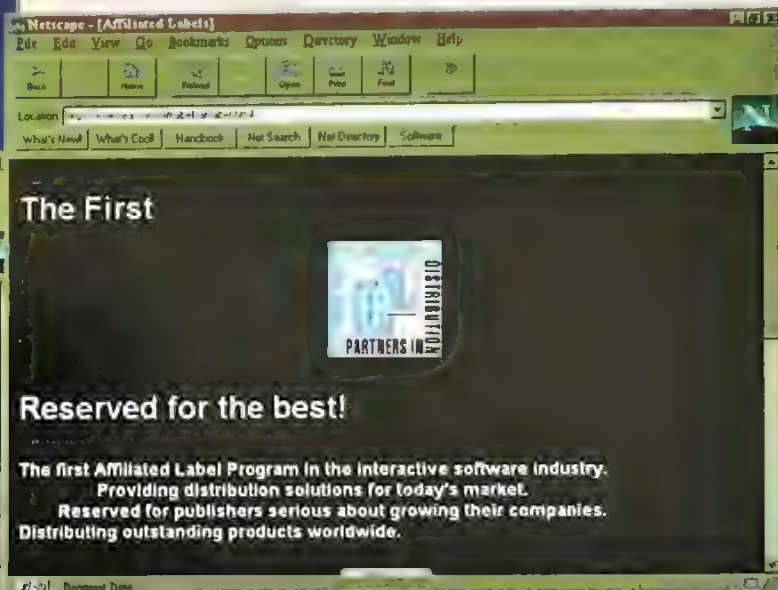 Netscape - [Affiliated Labels]
File Edit View Go Bookmarks Options Directory Window Help
Back Home Reload Open Print Find
Location
What's New! What's Cool! Handbook Net Search Net Directory Software
The First
DISTRIBUTION
PARTNERS IN
Reserved for the best!
The first Affiliated Label Program in the interactive software industry.
Providing distribution solutions for today's market.
Reserved for publishers serious about growing their companies.
Distributing outstanding products worldwide.
Document Done